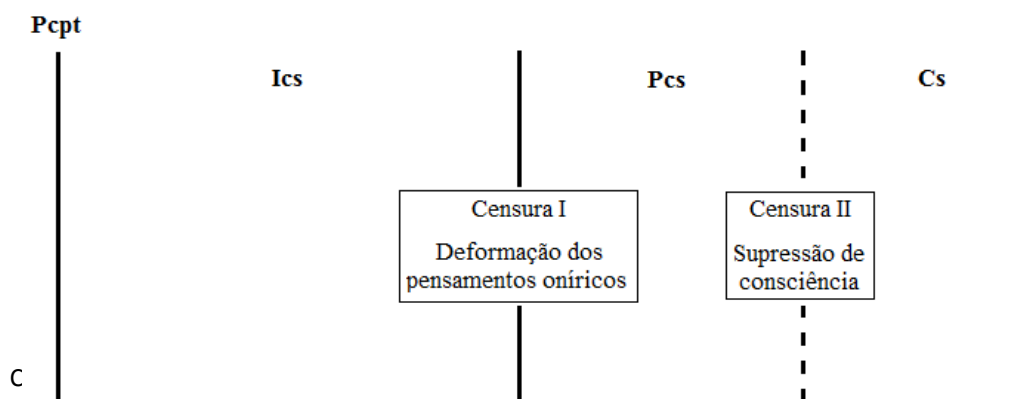 Pcpt
Ics
Pcs
Cs
Censura I
Deformação dos
pensamentos oníricos
Censura II
Supressão de
consciência